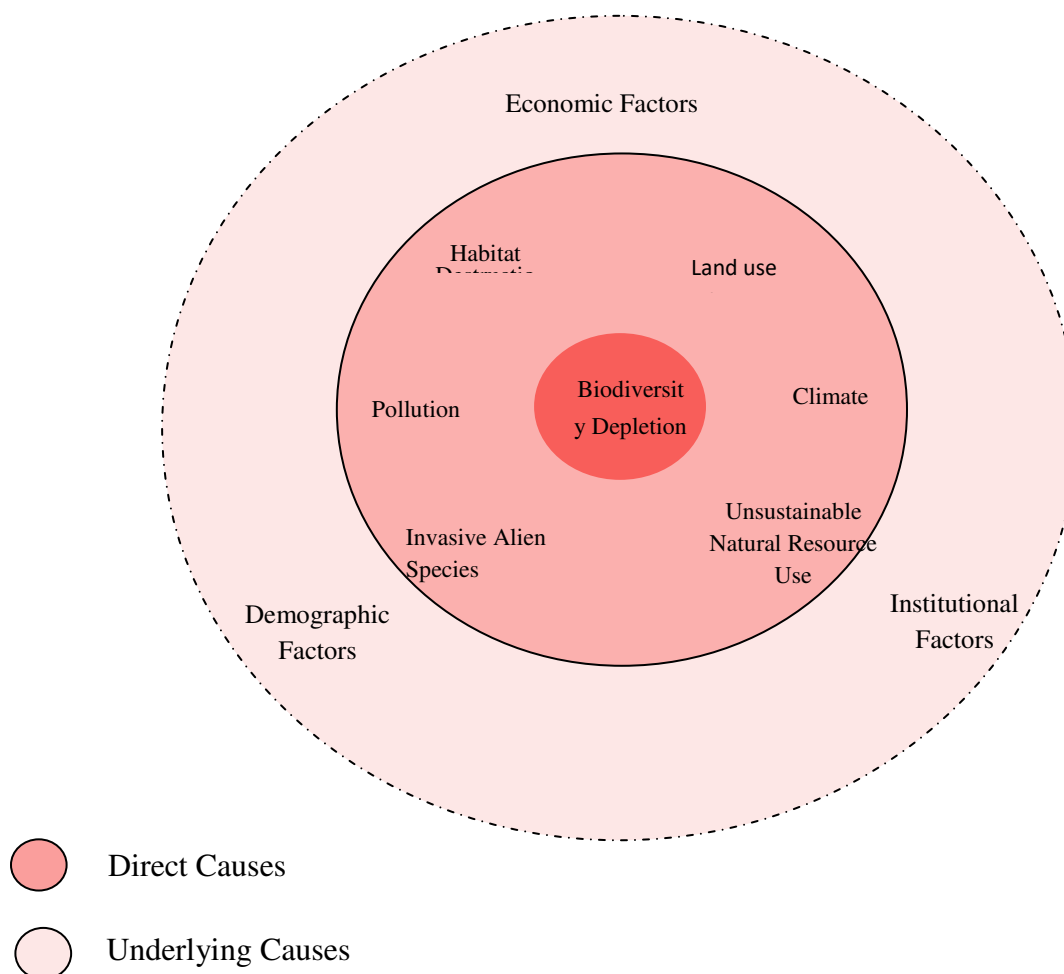 Economic Factors
Habitat
Land use
Biodiversit
y Depletion
Climate
Pollution
Unsustainable
Natural Resource
Use
Invasive Alien
Species
Demographic
Factors
Institutional
Factors
Direct Causes
Underlying Causes